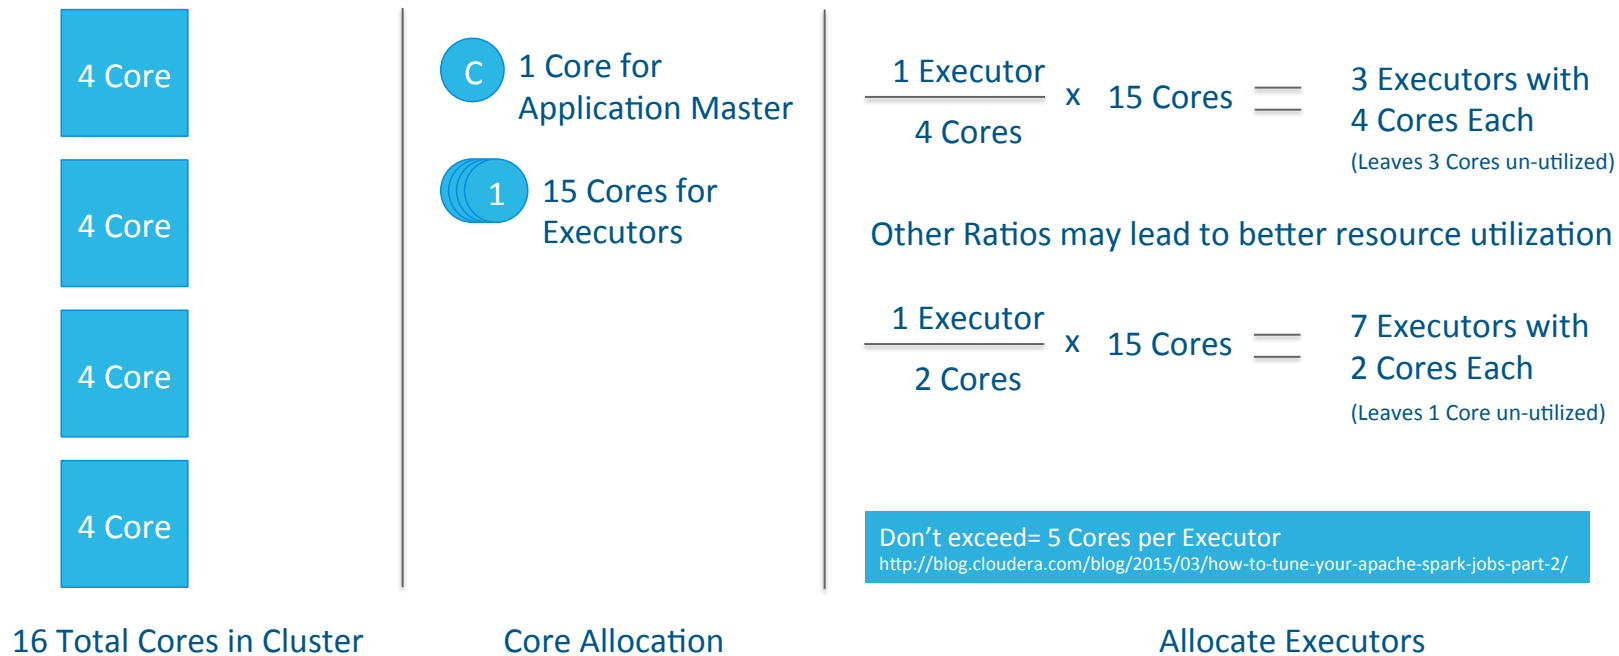 4 Core
4 Core
4 Core
4 Core
16 Total Cores in Cluster
C
1 Core for
Application Master
1
15 Cores for
Executors
Core Allocation
1 Executor
4 Cores
x
15 Cores
3 Executors with
4 Cores Each
(Leaves 3 Cores un-utilized)
Other Ratios may lead to better resource utilization
1 Executor
2 Cores
x
15 Cores
7 Executors with
2 Cores Each
(Leaves 1 Core un-utilized)
Don't exceed= 5 Cores per Executor
http://blog.cloudera.com/blog/2015/03/how-to-tune-your-apache-spark-jobs-part-2/
Allocate Executors